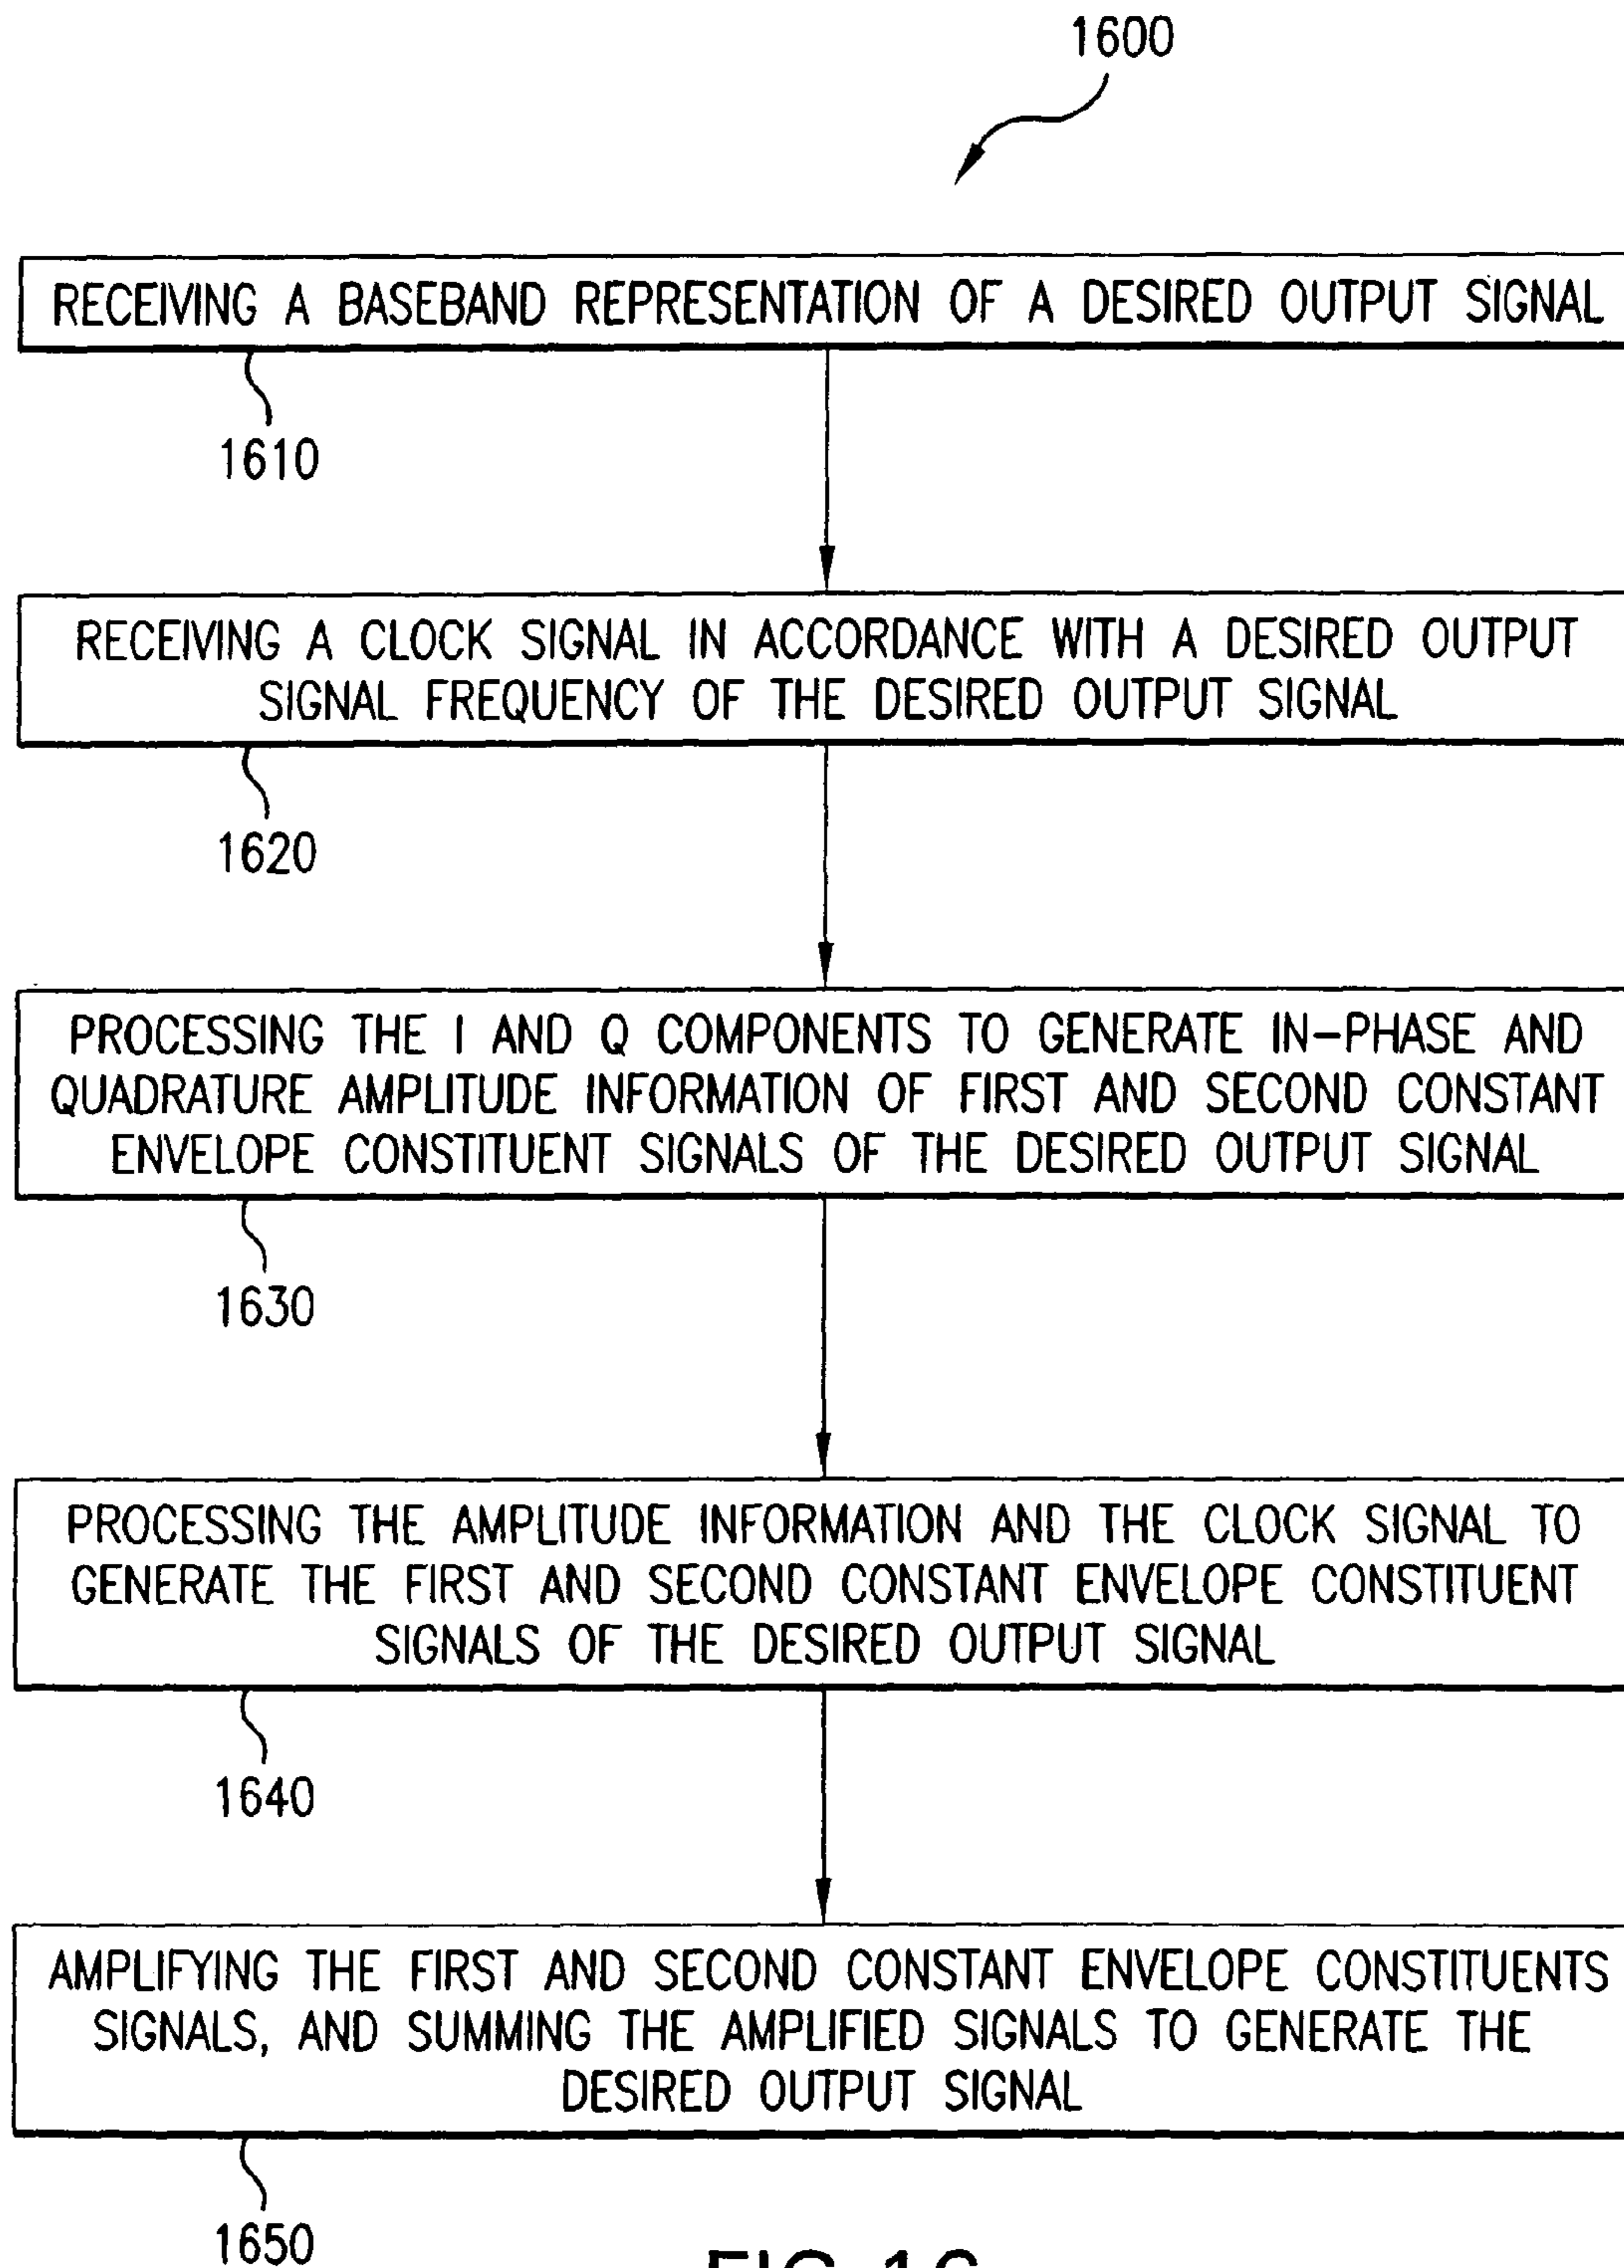 1600
RECEIVING A BASEBAND REPRESENTATION OF A DESIRED OUTPUT SIGNAL
1610
RECEIVING A CLOCK SIGNAL IN ACCORDANCE WITH A DESIRED OUTPUT
SIGNAL FREQUENCY OF THE DESIRED OUTPUT SIGNAL
1620
PROCESSING THE I AND Q COMPONENTS TO GENERATE IN-PHASE AND
QUADRATURE AMPLITUDE INFORMATION OF FIRST AND SECOND CONSTANT
ENVELOPE CONSTITUENT SIGNALS OF THE DESIRED OUTPUT SIGNAL
1630
PROCESSING THE AMPLITUDE INFORMATION AND THE CLOCK SIGNAL TO
GENERATE THE FIRST AND SECOND CONSTANT ENVELOPE CONSTITUENT
SIGNALS OF THE DESIRED OUTPUT SIGNAL
1640
AMPLIFYING THE FIRST AND SECOND CONSTANT ENVELOPE CONSTITUENTS
SIGNALS, AND SUMMING THE AMPLIFIED SIGNALS TO GENERATE THE
DESIRED OUTPUT SIGNAL
1650